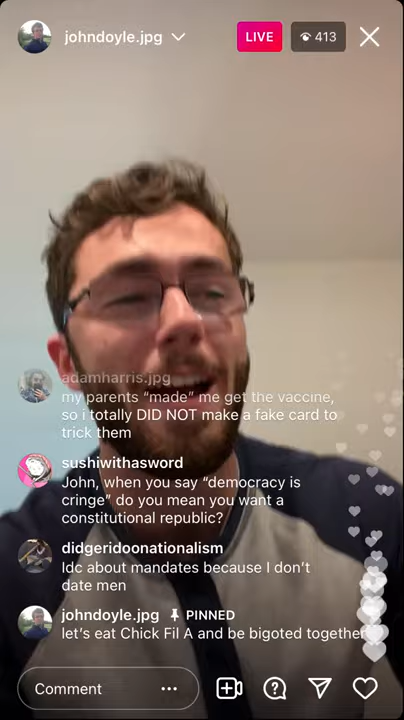 johndoyle.jpg
LIVE
413
adamharris.jpg
my parents “made” me get the vaccine,
so i totally DID NOT make a fake card to
trick them
sushiwithasword
John, when you say “democracy is
cringe” do you mean you want a
constitutional republic?
didgeridoonationalism
Idc about mandates because I don’t
date men
johndoyle.jpg PINNED
let’s eat Chick Fil A and be bigoted together
Comment